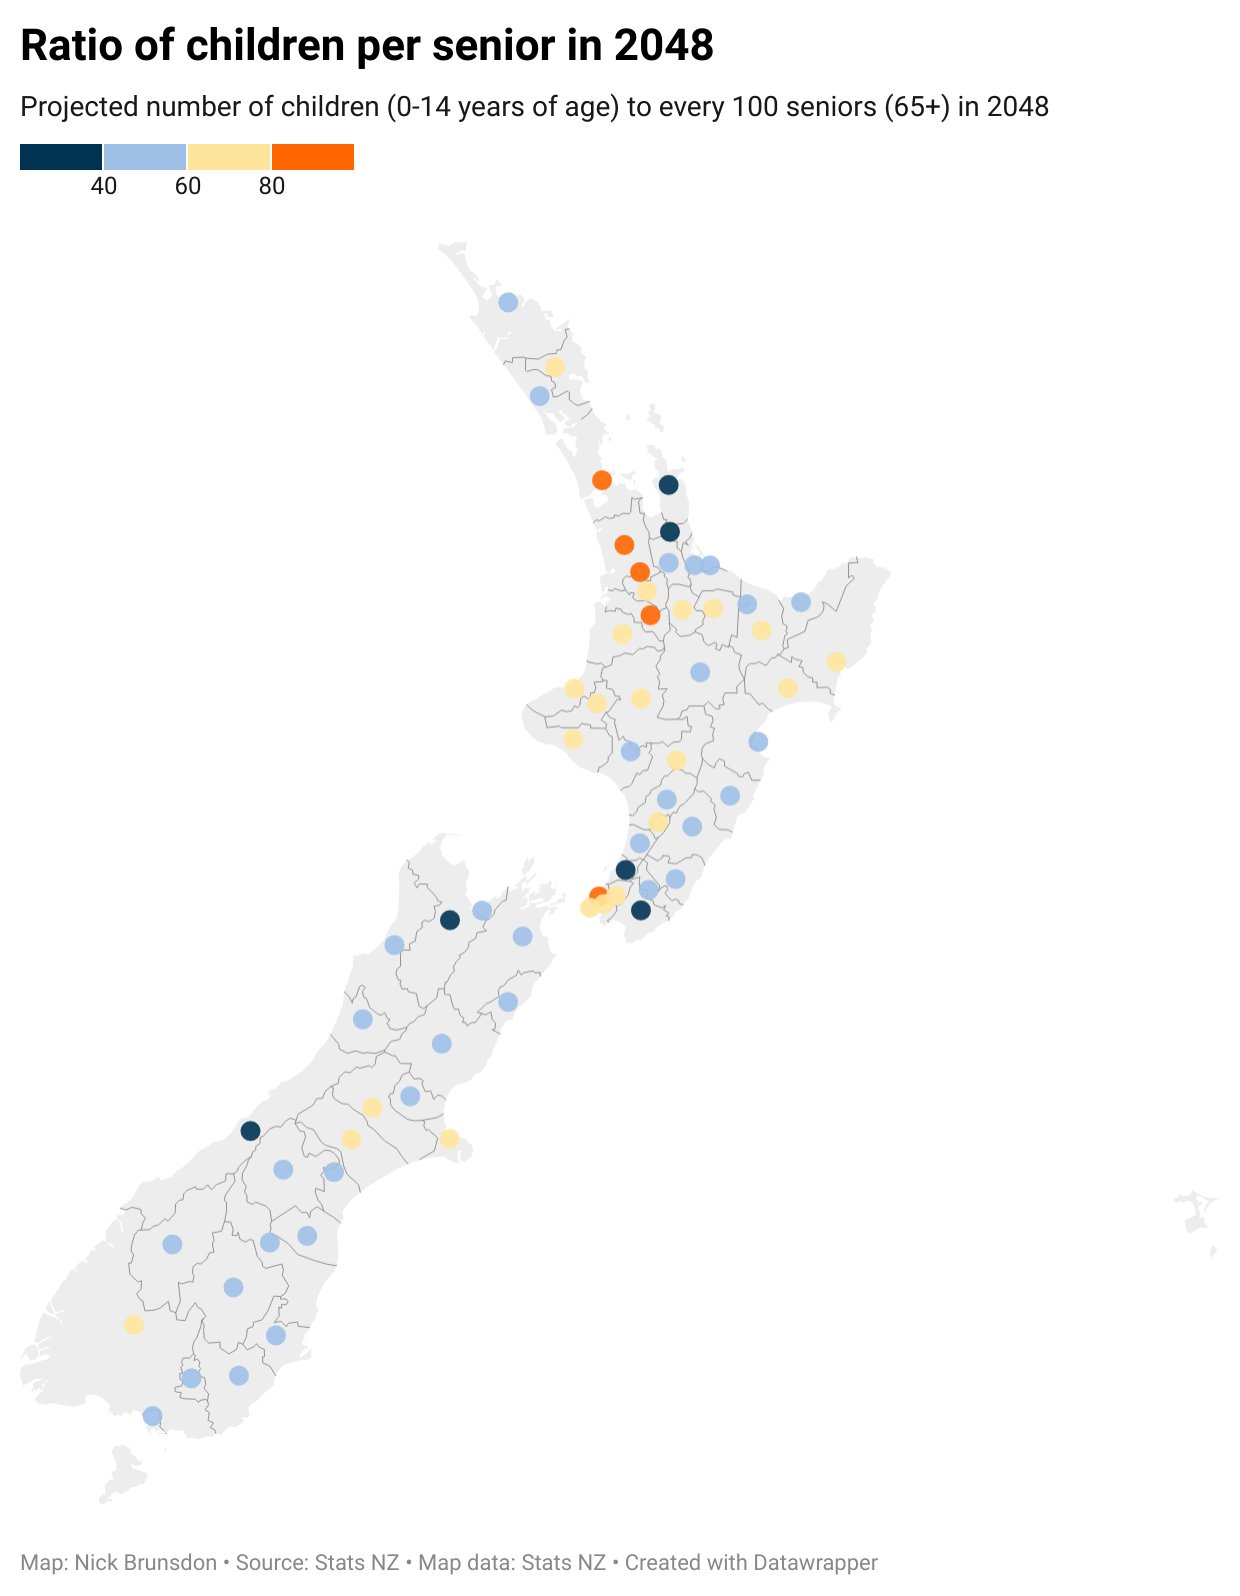 Ratio of children per senior in 2048
Projected number of children (0-14 years of age) to every 100 seniors (65+) in 2048
40 60 80
Map: Nick Brunsdon • Source: Stats NZ • Map data: Stats NZ • Created with Datawrapper